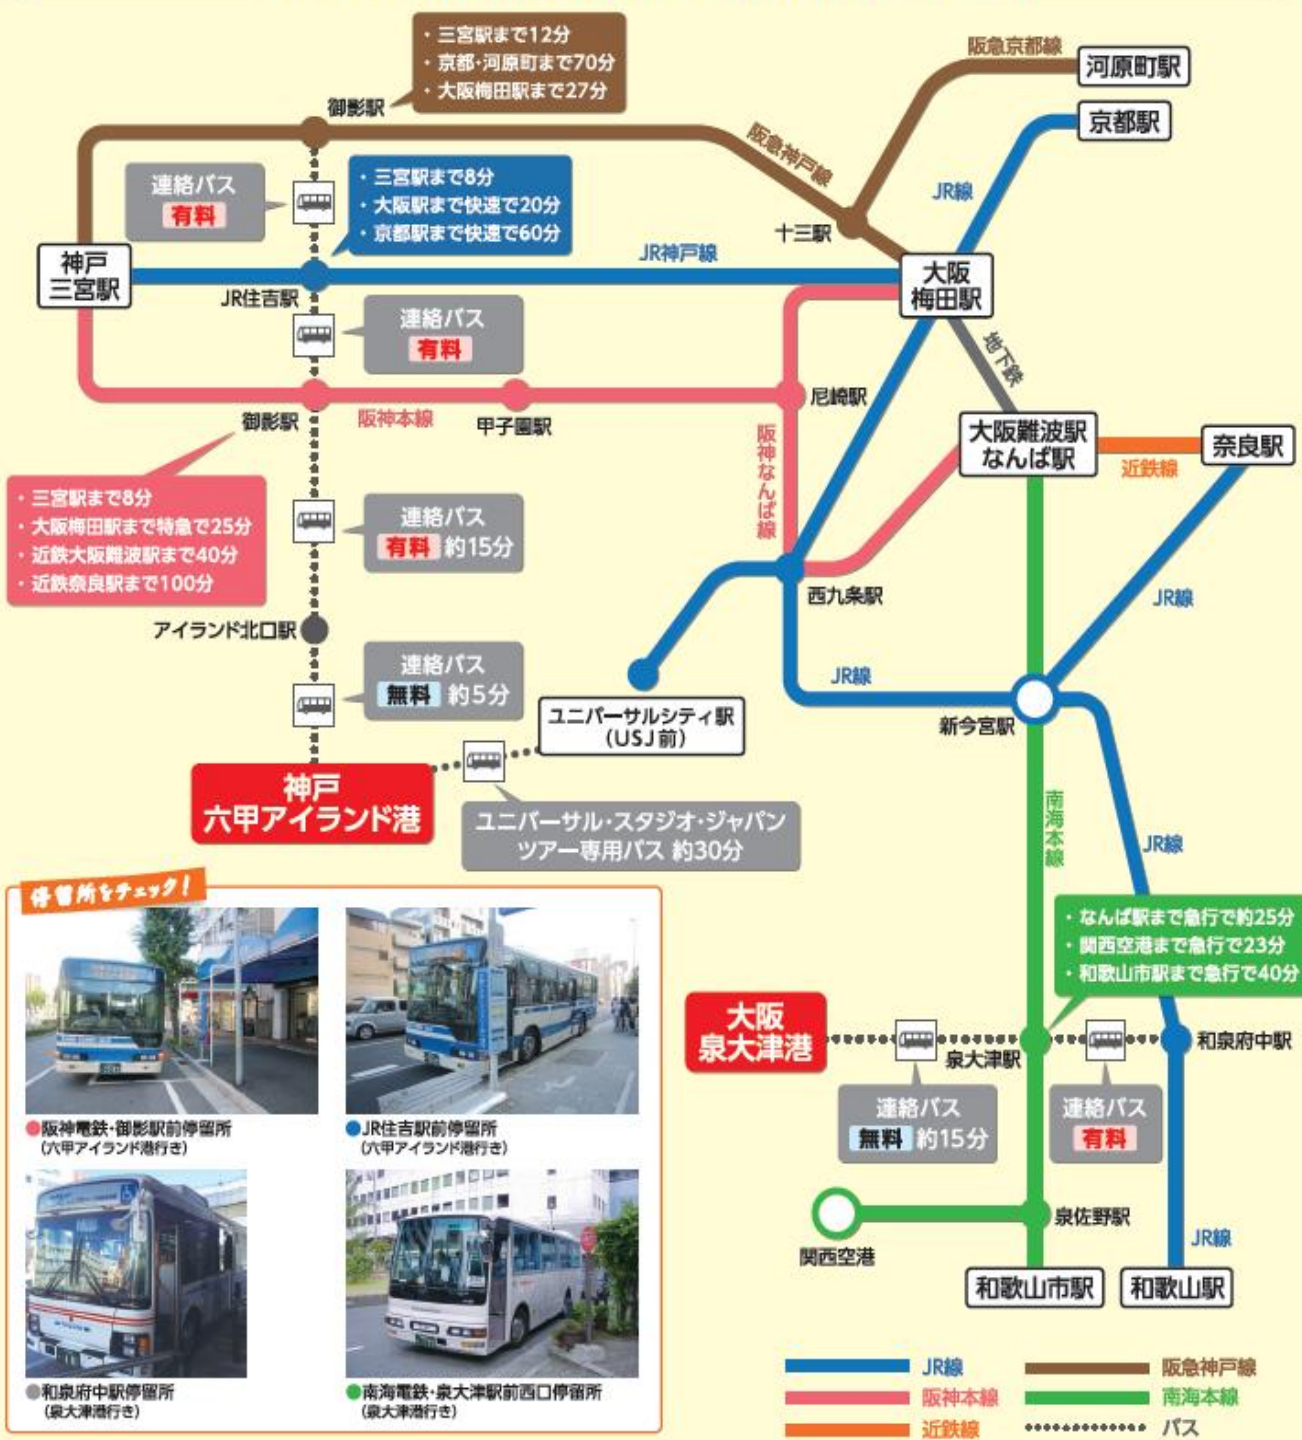 ・三宮駅まで12分
・京都・河原町まで70分
・大阪梅田駅まで27分
御影駅
阪急京都線
河原町駅
京都駅
阪急神戸線
JR線
十三駅
連絡バス
有料
・三宮駅まで8分
・大阪駅まで快速で20分
・京都駅まで快速で60分
神戸
三宮駅
JR住吉駅
JR神戸線
大阪
梅田駅
連絡バス
有料
地下鉄
御影駅
阪神本線
甲子園駅
尼崎駅
阪神なんば線
大阪難波駅
なんば駅
近鉄線
奈良駅
・三宮駅まで8分
・大阪梅田駅まで特急で25分
・近鉄大阪難波駅まで40分
・近鉄奈良駅まで100分
連絡バス
有料 約15分
西九条駅
JR線
アイランド北口駅
連絡バス
無料 約5分
JR線
ユニバーサルシティ駅
(USJ前)
新今宮駅
神戸
六甲アイランド港
ユニバーサル・スタジオ・ジャパン
ツアー専用バス 約30分
南海本線
JR線
・なんば駅まで急行で約25分
・関西空港まで急行で23分
・和歌山市駅まで急行で40分
大阪
泉大津港
泉大津駅
和泉府中駅
連絡バス
無料 約15分
連絡バス
有料
泉佐野駅
関西空港
JR線
和歌山市駅
和歌山駅
停留所をチェック!
●阪神電鉄・御影駅前停留所
(六甲アイランド港行き)
●JR住吉駅前停留所
(六甲アイランド港行き)
●和泉府中駅停留所
(泉大津港行き)
●南海電鉄・泉大津駅前西口停留所
(泉大津港行き)
JR線
阪急神戸線
阪神本線
南海本線
近鉄線
バス